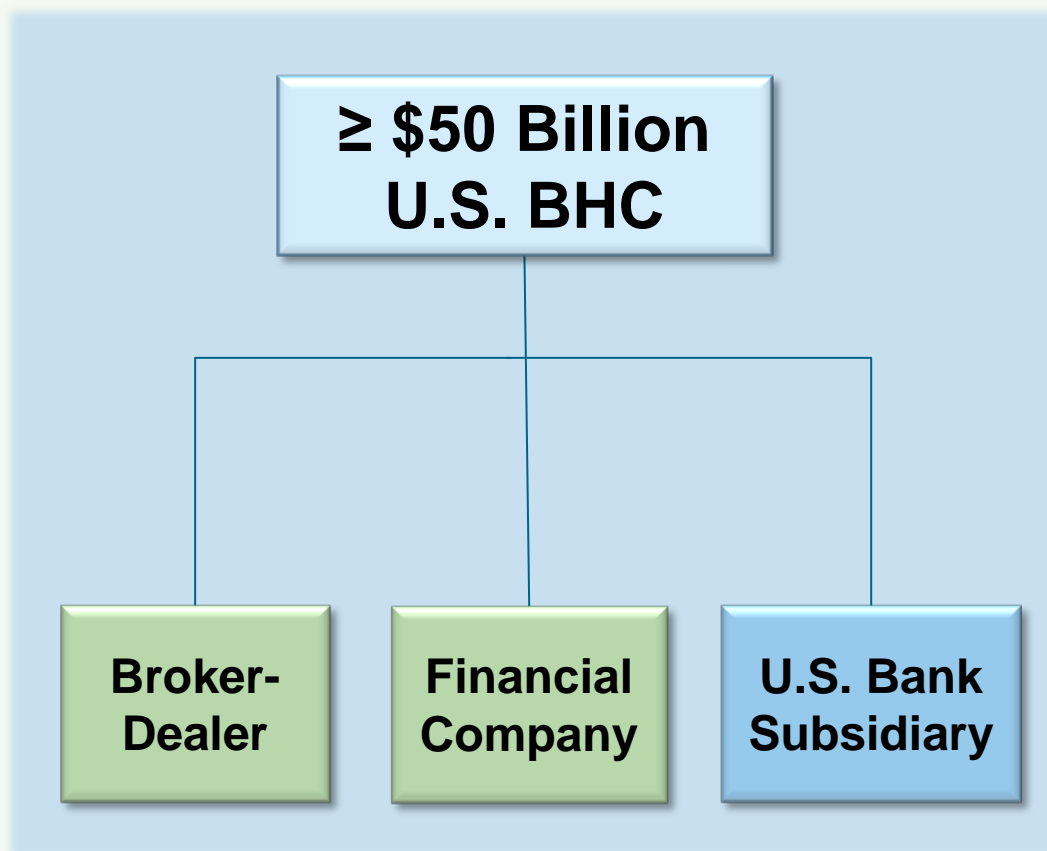 ≥ $50 Billion
U.S. BHC
Broker-
Dealer
Financial
Company
U.S. Bank
Subsidiary